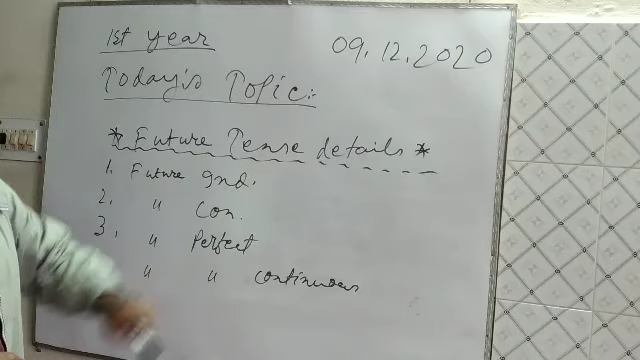 1st year
09.12.2020
Today's Topic:
* Future Tense details *
1. Future Ind.
2. " Con.
3. " Perfect
" " continuous